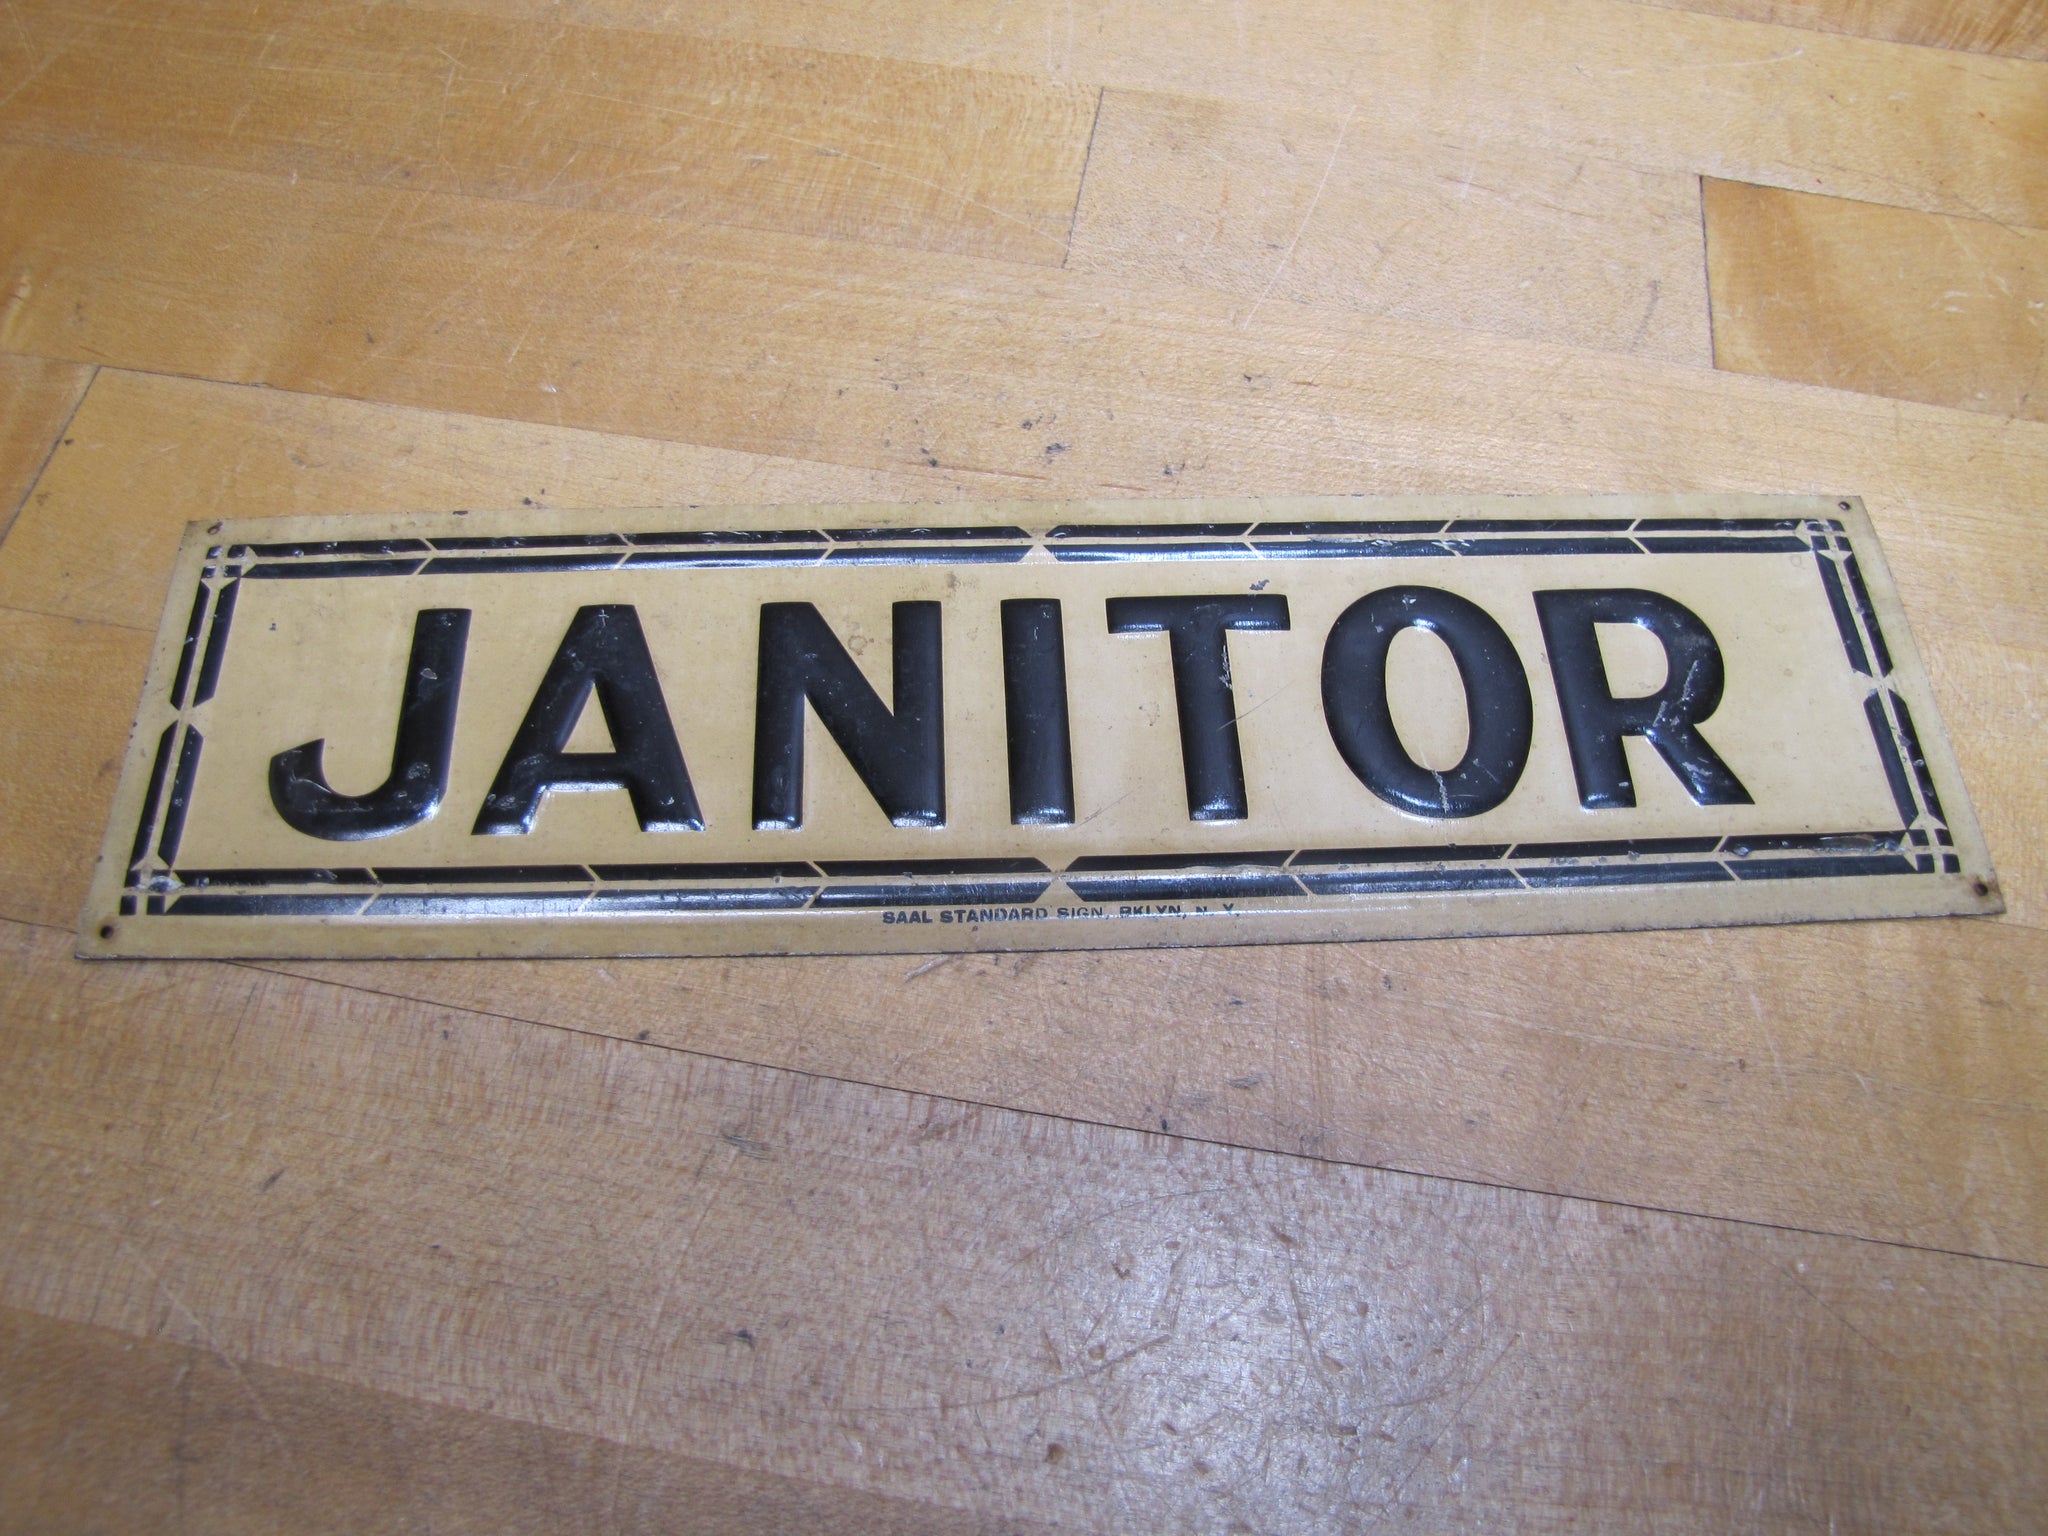 JANITOR
SAAL STANDARD SIGN, BKLYN, N. Y.